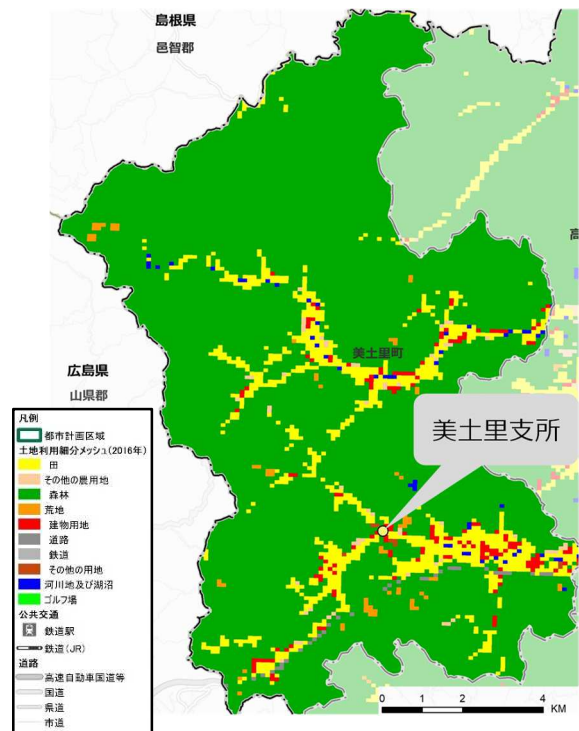 島根県
邑智郡
高
美土里町
広島県
山県郡
美土里支所
凡例
都市計画区域
土地利用細分メッシュ(2016年)
田
その他の農用地
森林
荒地
建物用地
道路
鉄道
その他の用地
河川地及び湖沼
ゴルフ場
公共交通
鉄道駅
鉄道(JR)
道路
高速自動車国道等
国道
県道
市道
0 1 2 4
KM